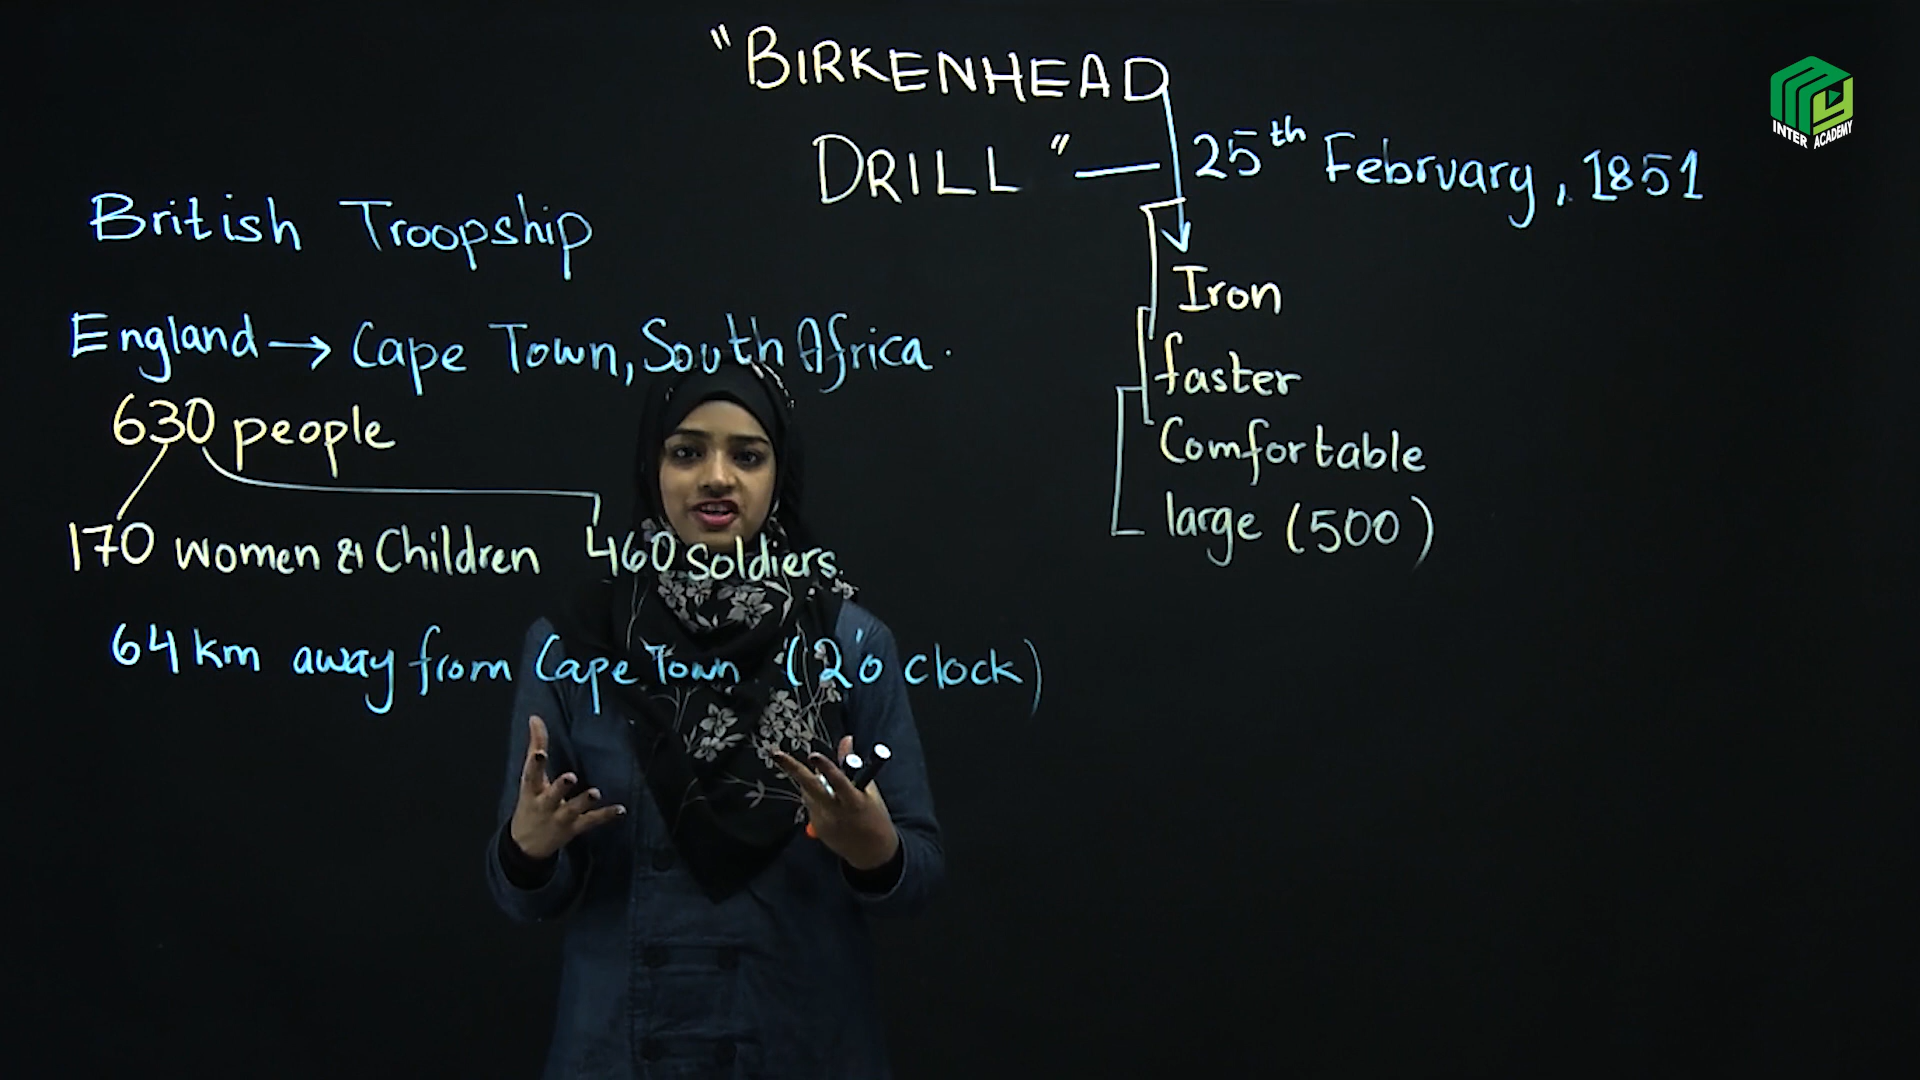 "BIRKENHEAD
DRILL" — 25th February, 1851
British Troopship
England → Cape Town, South Africa.
630 people
170 women & Children 460 soldiers.
64 km away from Cape Town (2'o clock)
Iron
faster
Comfortable
large (500)
MY
INTER ACADEMY